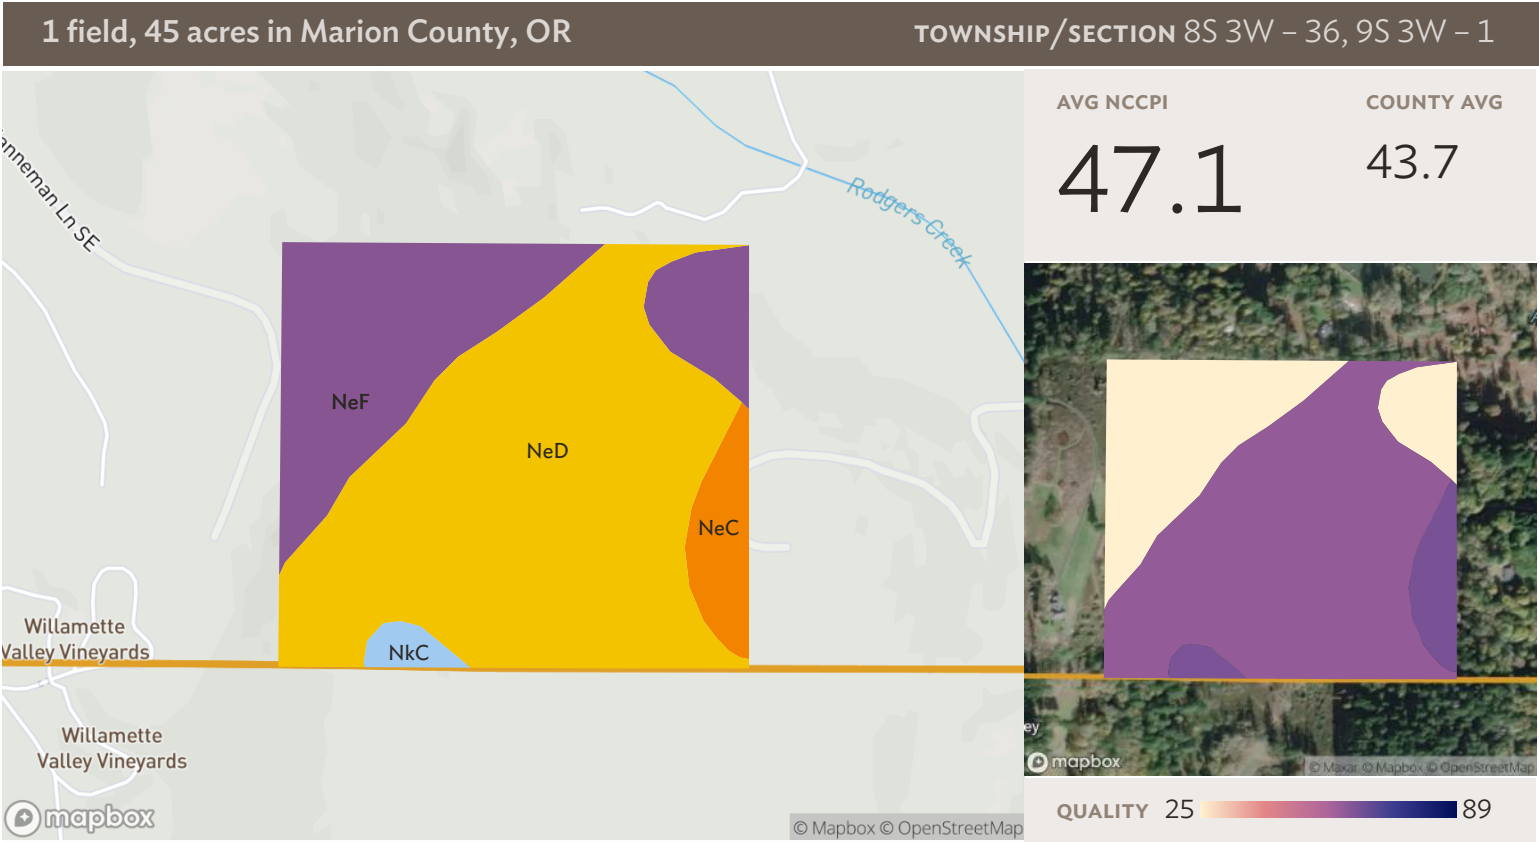 1 field, 45 acres in Marion County, OR
TOWNSHIP/SECTION 8S 3W – 36, 9S 3W – 1
AVG NCCPI
COUNTY AVG
47.1
43.7
Ln SE
Rodgers Creek
NeF
NeD
NeC
NkC
Willamette
Valley Vineyards
Willamette
Valley Vineyards
mapbox
© Mapbox © OpenStreetMap
ey
mapbox
© Maxar © Mapbox © OpenStreetMap
QUALITY 25 89